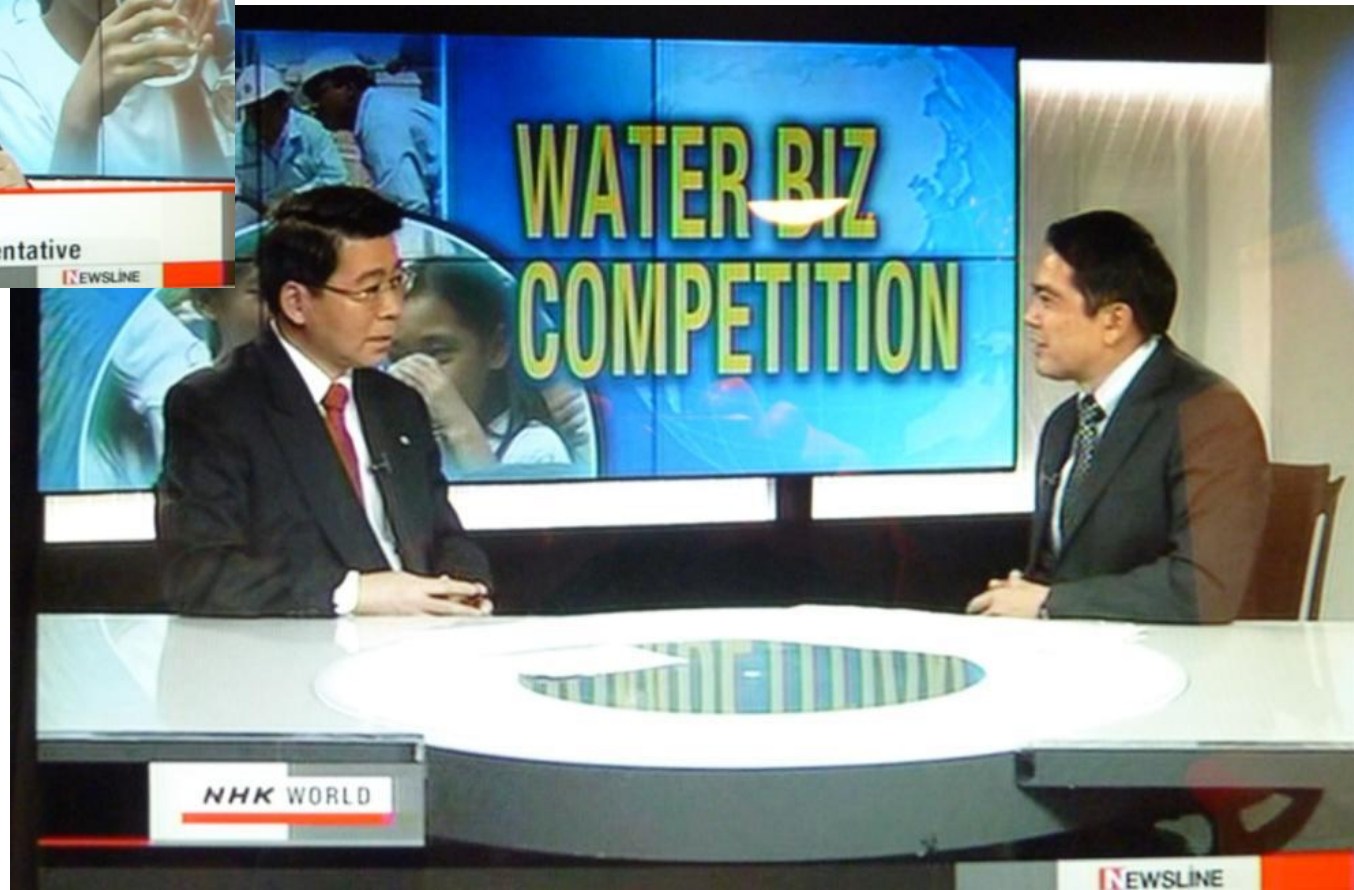 entative
NEWSLINE
WATER BIZ
COMPETITION
NHK WORLD
NEWSLINE